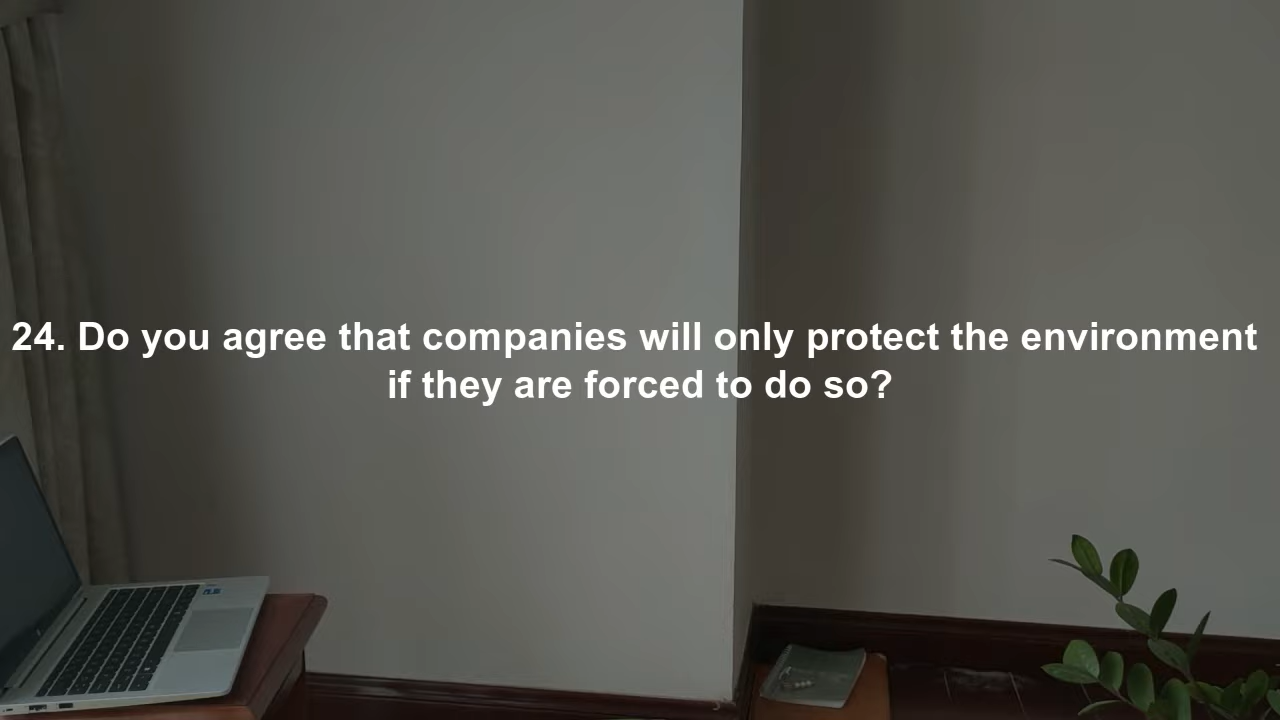 24. Do you agree that companies will only protect the environment
if they are forced to do so?